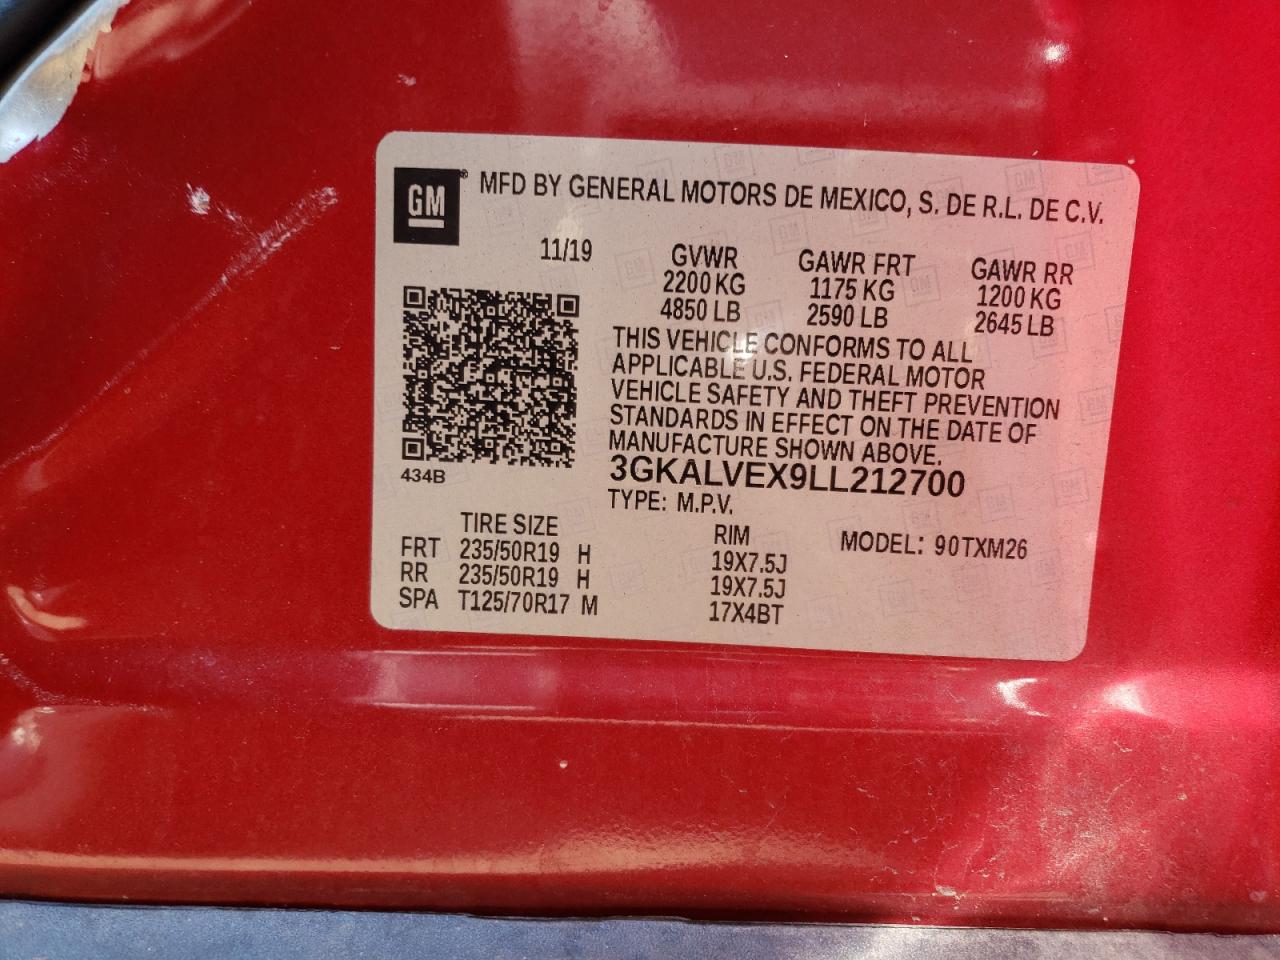 GM® MFD BY GENERAL MOTORS DE MEXICO, S. DE R.L. DE C.V.
11/19
GVWR GAWR FRT GAWR RR
2200 KG 1175 KG 1200 KG
4850 LB 2590 LB 2645 LB
THIS VEHICLE CONFORMS TO ALL
APPLICABLE U.S. FEDERAL MOTOR
VEHICLE SAFETY AND THEFT PREVENTION
STANDARDS IN EFFECT ON THE DATE OF
MANUFACTURE SHOWN ABOVE.
434B
3GKALVEX9LL212700
TYPE: M.P.V.
TIRE SIZE RIM MODEL: 90TXM26
FRT 235/50R19 H 19X7.5J
RR 235/50R19 H 19X7.5J
SPA T125/70R17 M 17X4BT